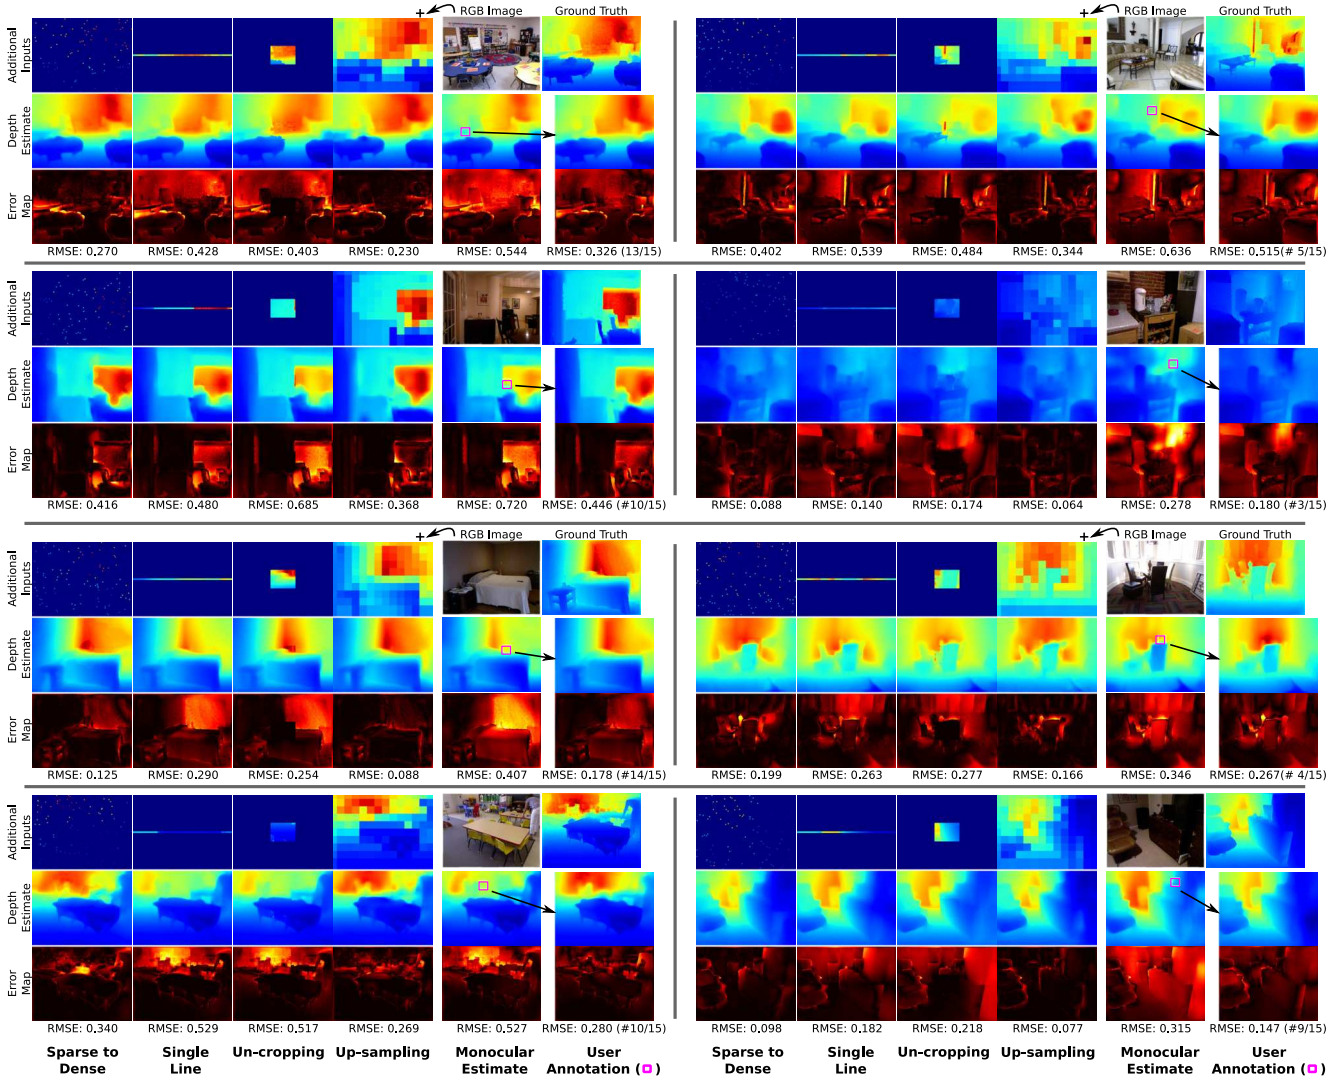 + RGB Image Ground Truth + RGB Image Ground Truth
Additional Inputs
Depth Estimate
Error Map
RMSE: 0.270 RMSE: 0.428 RMSE: 0.403 RMSE: 0.230 RMSE: 0.544 RMSE: 0.326 (13/15) RMSE: 0.402 RMSE: 0.539 RMSE: 0.484 RMSE: 0.344 RMSE: 0.636 RMSE: 0.515(# 5/15)
Additional Inputs
Depth Estimate
Error Map
RMSE: 0.416 RMSE: 0.480 RMSE: 0.685 RMSE: 0.368 RMSE: 0.720 RMSE: 0.446 (#10/15) RMSE: 0.088 RMSE: 0.140 RMSE: 0.174 RMSE: 0.064 RMSE: 0.278 RMSE: 0.180 (#3/15)
+ RGB Image Ground Truth + RGB Image Ground Truth
Additional Inputs
Depth Estimate
Error Map
RMSE: 0.125 RMSE: 0.290 RMSE: 0.254 RMSE: 0.088 RMSE: 0.407 RMSE: 0.178 (#14/15) RMSE: 0.199 RMSE: 0.263 RMSE: 0.277 RMSE: 0.166 RMSE: 0.346 RMSE: 0.267(# 4/15)
Additional Inputs
Depth Estimate
Error Map
RMSE: 0.340 RMSE: 0.529 RMSE: 0.517 RMSE: 0.269 RMSE: 0.527 RMSE: 0.280 (#10/15) RMSE: 0.098 RMSE: 0.182 RMSE: 0.218 RMSE: 0.077 RMSE: 0.315 RMSE: 0.147 (#9/15)
Sparse to Single Un-cropping Up-sampling Monocular User Sparse to Single Un-cropping Up-sampling Monocular User
Dense Line Estimate Annotation ( ) Dense Line Estimate Annotation ( )